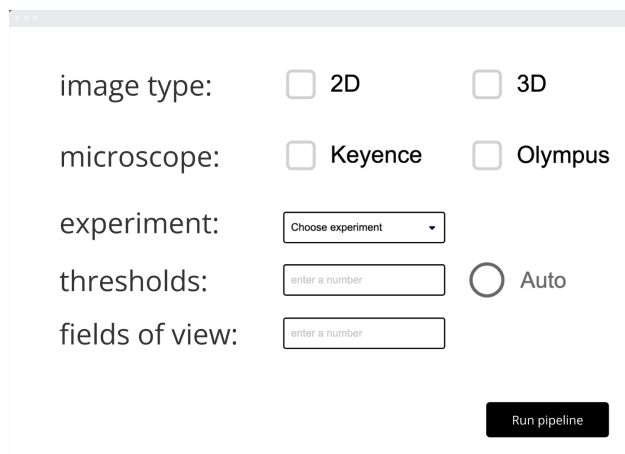 image type: 2D 3D
microscope: Keyence Olympus
experiment: Choose experiment
thresholds: enter a number Auto
fields of view: enter a number
Run pipeline